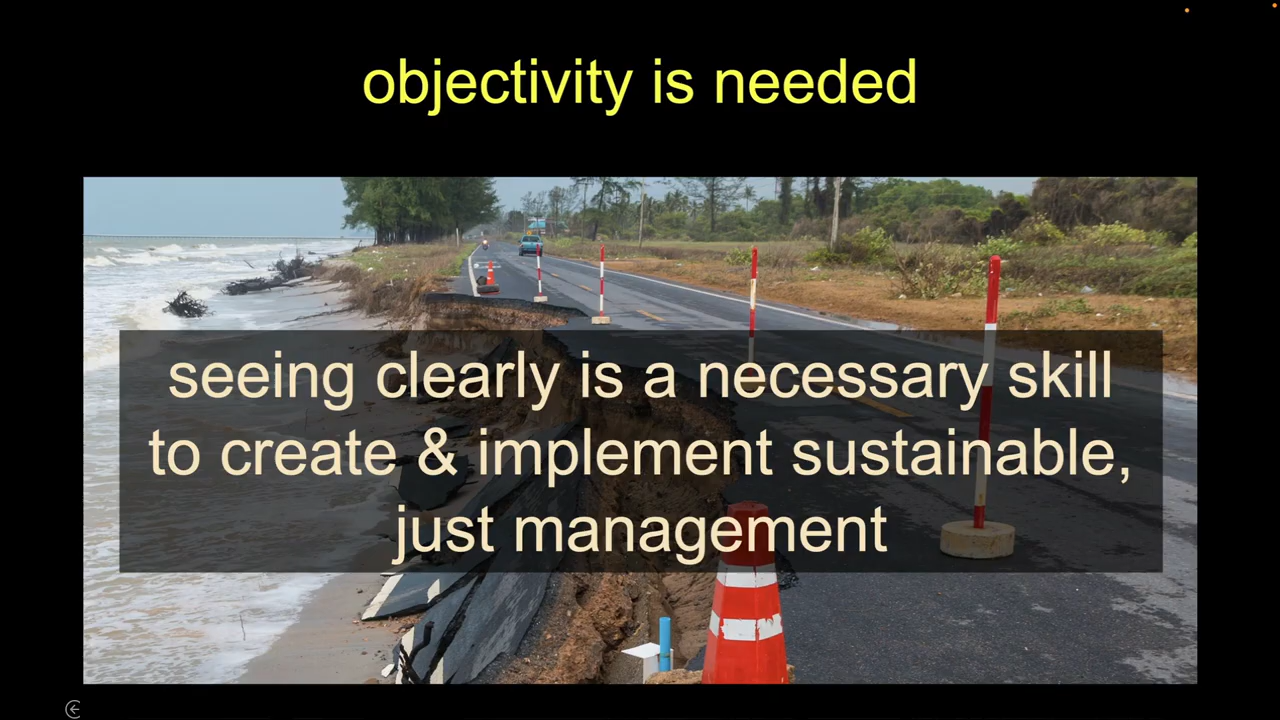 objectivity is needed
seeing clearly is a necessary skill
to create & implement sustainable,
just management